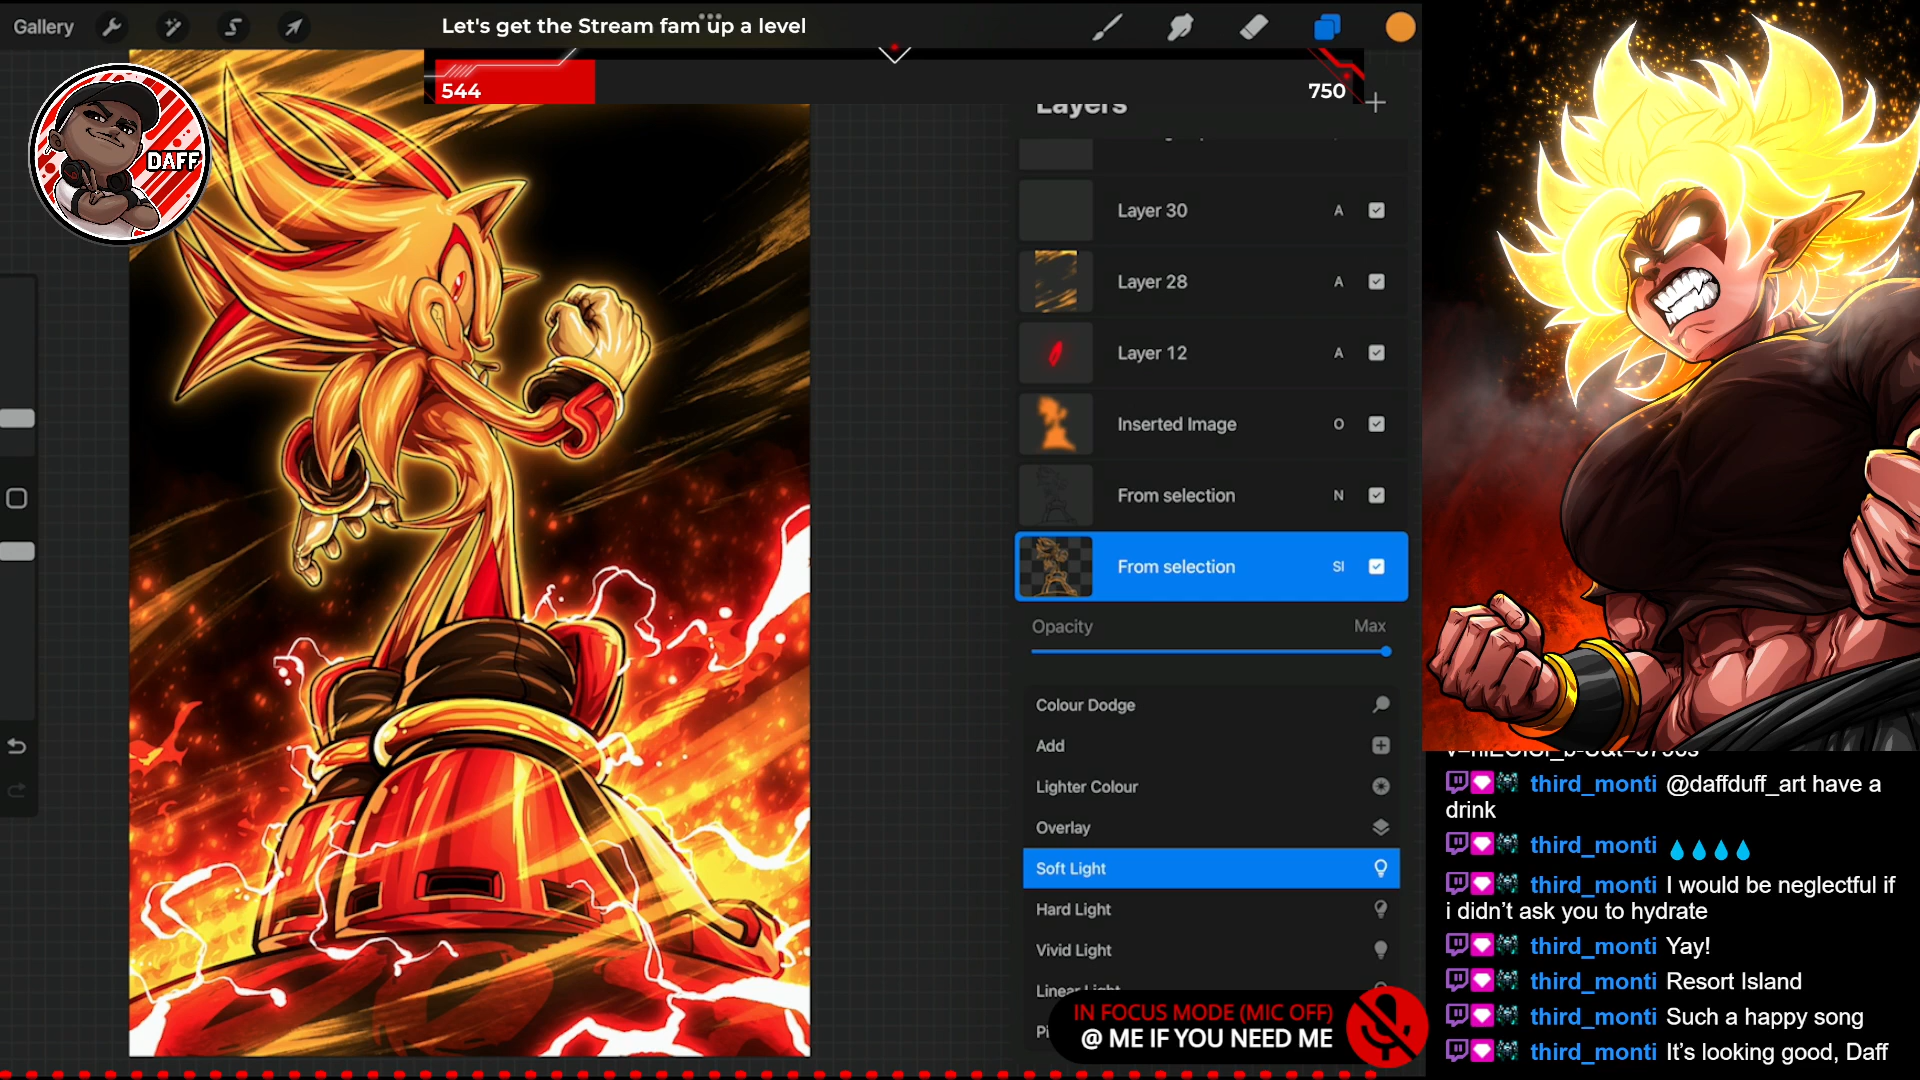 Gallery
Let's get the Stream fam up a level
544
750
DAFF
Layers
Layer 30 A
Layer 28 A
Layer 12 A
Inserted Image O
From selection N
From selection Sl
Opacity Max
Colour Dodge
Add
Lighter Colour
Overlay
Soft Light
Hard Light
Vivid Light
Linear Light
IN FOCUS MODE (MIC OFF)
@ ME IF YOU NEED ME
third_monti @daffduff_art have a
drink
third_monti
third_monti I would be neglectful if
i didn't ask you to hydrate
third_monti Yay!
third_monti Resort Island
third_monti Such a happy song
third_monti It's looking good, Daff